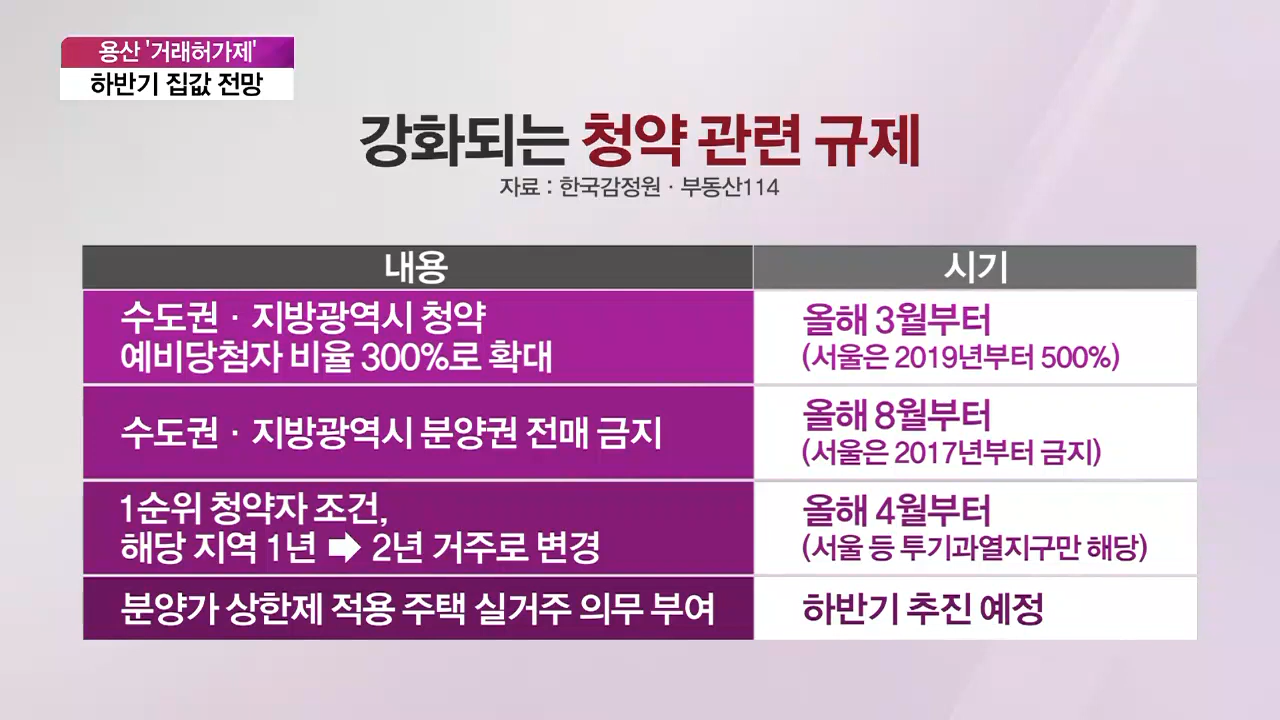 용산 '거래허가제'
하반기 집값 전망
강화되는 청약 관련 규제
자료 : 한국감정원 · 부동산114
내용
시기
수도권 · 지방광역시 청약
예비당첨자 비율 300%로 확대
올해 3월부터
(서울은 2019년부터 500%)
수도권 · 지방광역시 분양권 전매 금지
올해 8월부터
(서울은 2017년부터 금지)
1순위 청약자 조건,
해당 지역 1년 ➡ 2년 거주로 변경
올해 4월부터
(서울 등 투기과열지구만 해당)
분양가 상한제 적용 주택 실거주 의무 부여
하반기 추진 예정